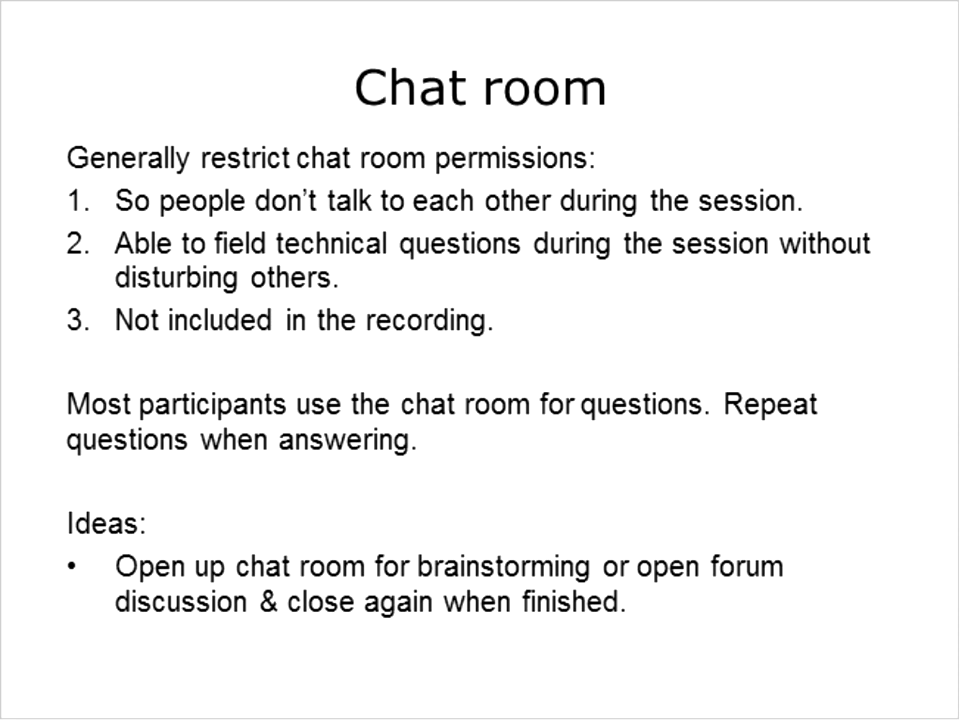 Chat room
Generally restrict chat room permissions:
1. So people don’t talk to each other during the session.
2. Able to field technical questions during the session without
disturbing others.
3. Not included in the recording.
Most participants use the chat room for questions. Repeat
questions when answering.
Ideas:
• Open up chat room for brainstorming or open forum
discussion & close again when finished.